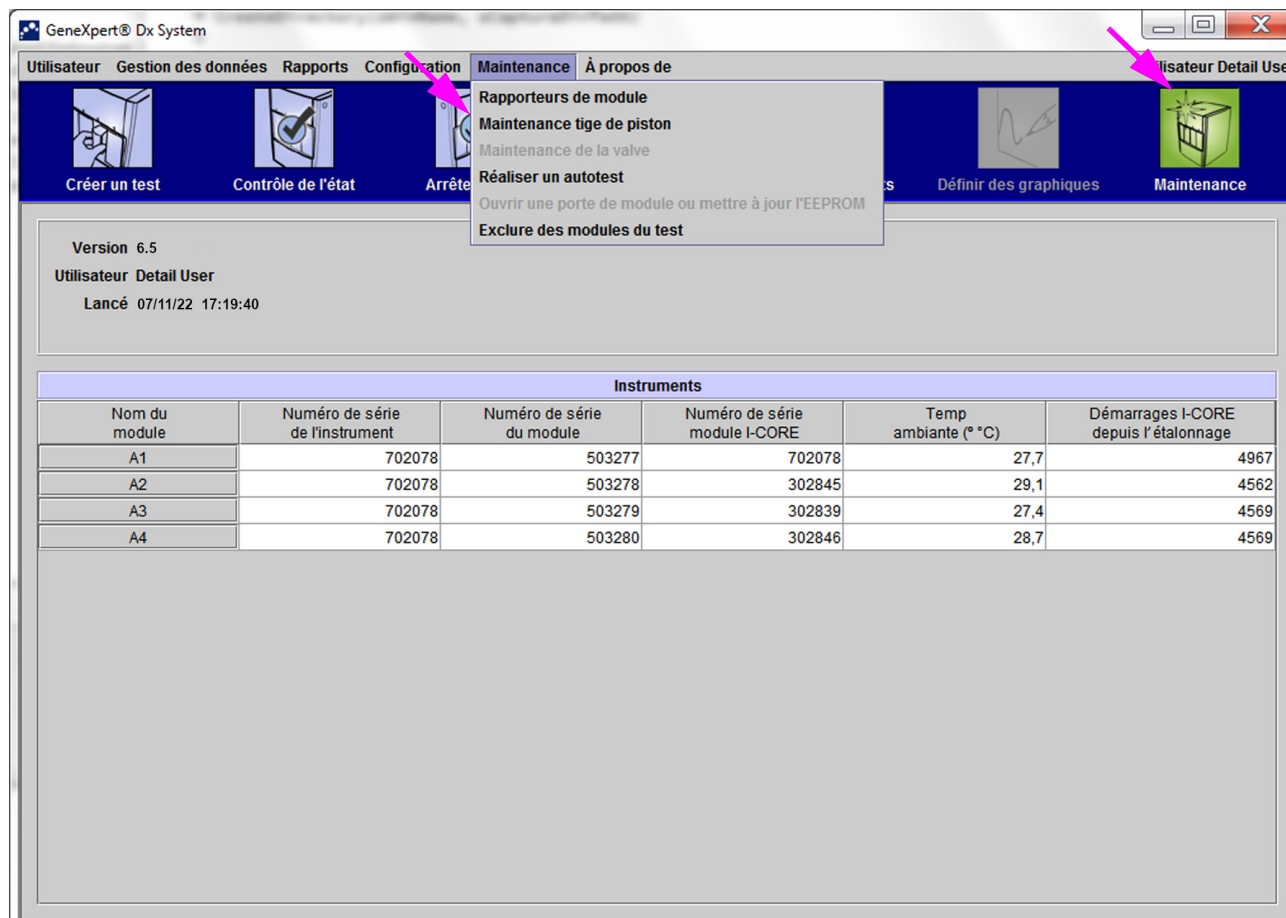 GeneXpert® Dx System
Utilisateur Gestion des données Rapports Configuration Maintenance À propos de
Detail Use
Rapporteurs de module
Maintenance tige de piston
Maintenance de la valve
Réaliser un autotest
Ouvrir une porte de module ou mettre à jour l'EEPROM
Exclure des modules du test
Créer un test Contrôle de l'état Définir des graphiques Maintenance
Version 6.5
Utilisateur Detail User
Lancé 07/11/22 17:19:40
Instruments
Nom du Numéro de série Numéro de série Numéro de série Temp Démarrages I-CORE
module de l'instrument du module module I-CORE ambiante (° °C) depuis l'étalonnage
A1 702078 503277 702078 27,7 4967
A2 702078 503278 302845 29,1 4562
A3 702078 503279 302839 27,4 4569
A4 702078 503280 302846 28,7 4569